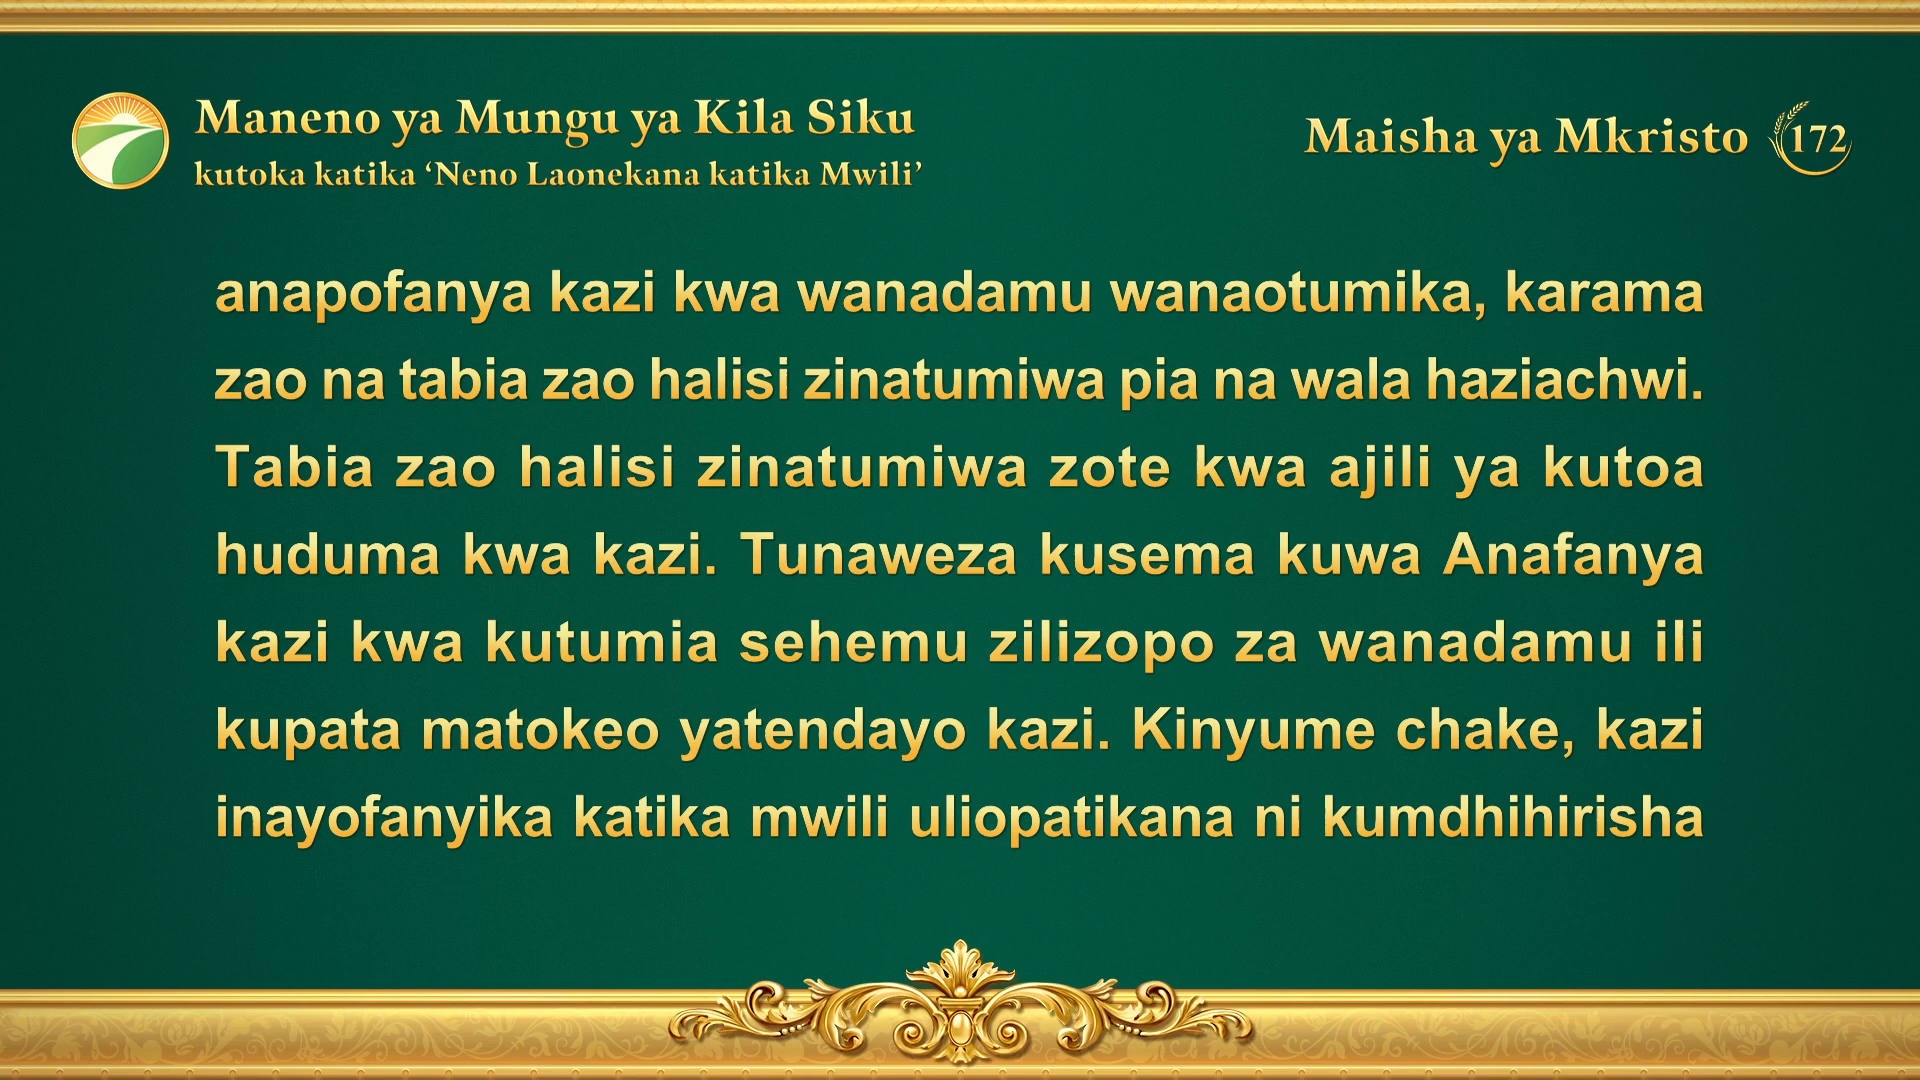 Maneno ya Mungu ya Kila Siku
kutoka katika ‘Neno Laonekana katika Mwili’
Maisha ya Mkristo 172
anapofanya kazi kwa wanadamu wanaotumika, karama
zao na tabia zao halisi zinatumiwa pia na wala haziachwi.
Tabia zao halisi zinatumiwa zote kwa ajili ya kutoa
huduma kwa kazi. Tunaweza kusema kuwa Anafanya
kazi kwa kutumia sehemu zilizopo za wanadamu ili
kupata matokeo yatendayo kazi. Kinyume chake, kazi
inayofanyika katika mwili uliopatikana ni kumdhihirisha